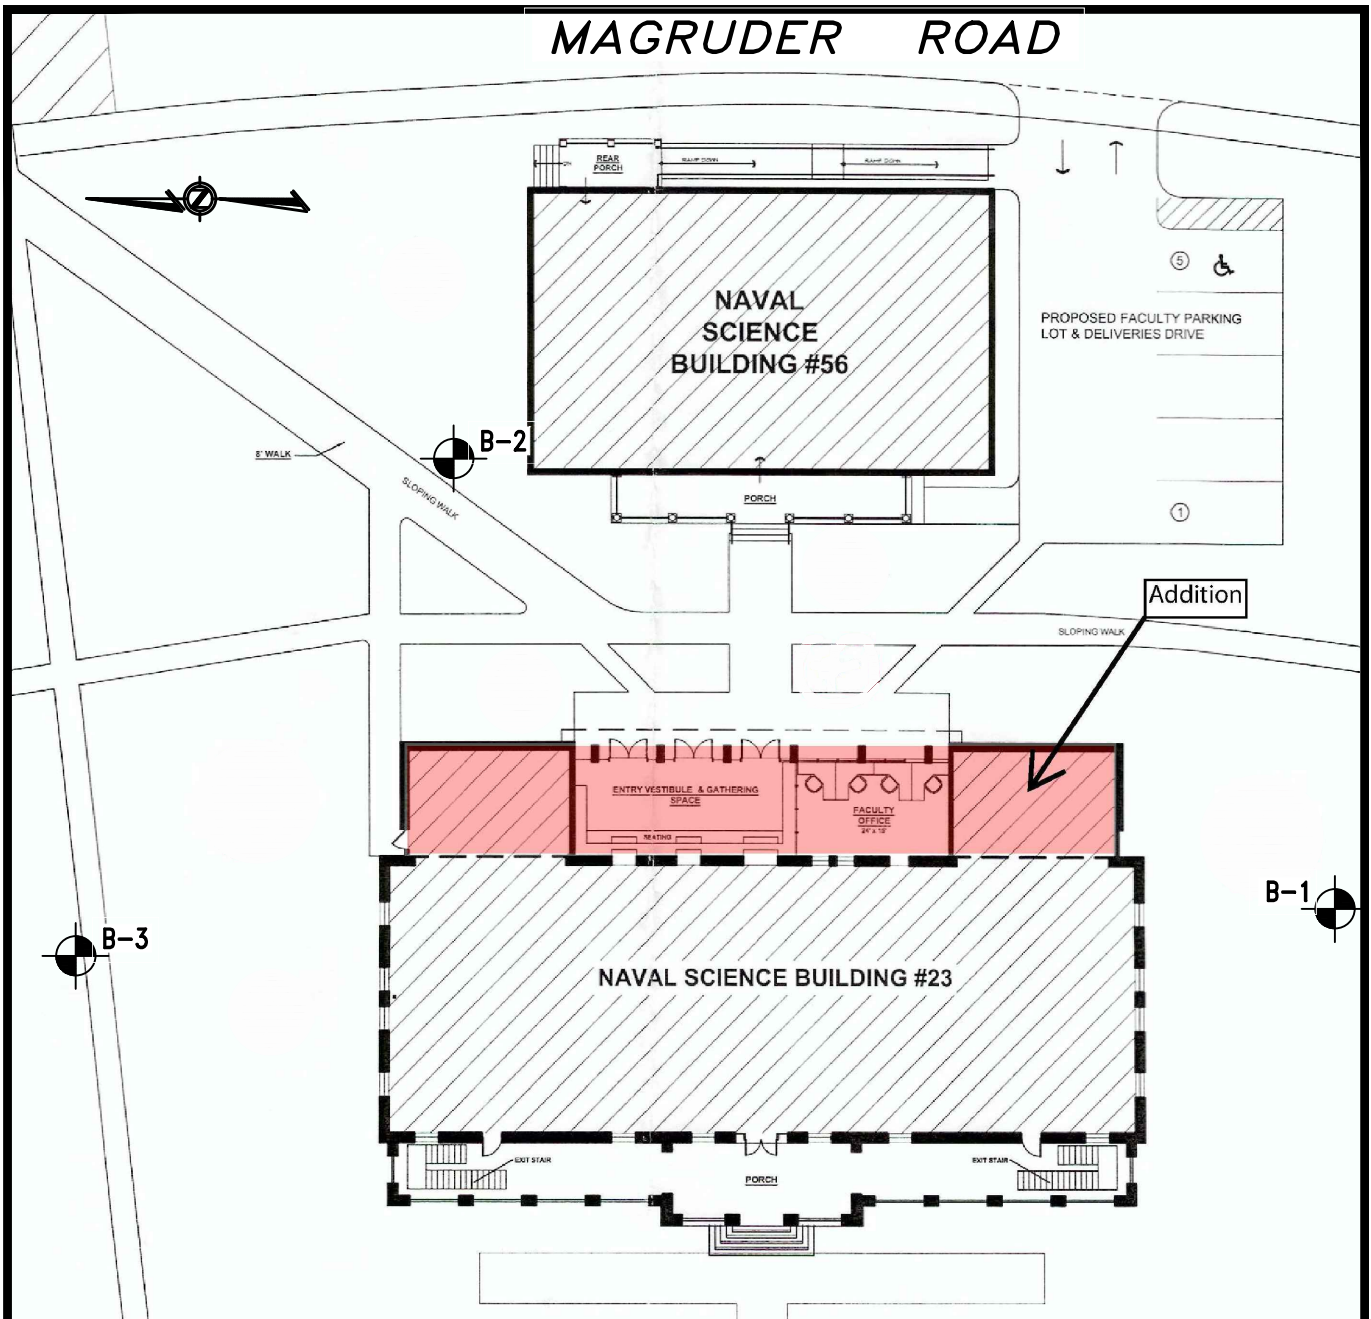 MAGRUDER ROAD
REAR
PORCH
DN
RAMP DOWN
RAMP DOWN
Z
NAVAL
SCIENCE
BUILDING #56
5
PROPOSED FACULTY PARKING
LOT & DELIVERIES DRIVE
B-2
8' WALK
SLOPING WALK
PORCH
1
Addition
SLOPING WALK
ENTRY VESTIBULE & GATHERING
SPACE
FACULTY
OFFICE
SEATING
B-1
B-3
NAVAL SCIENCE BUILDING #23
EXIT STAIR
EXIT STAIR
PORCH